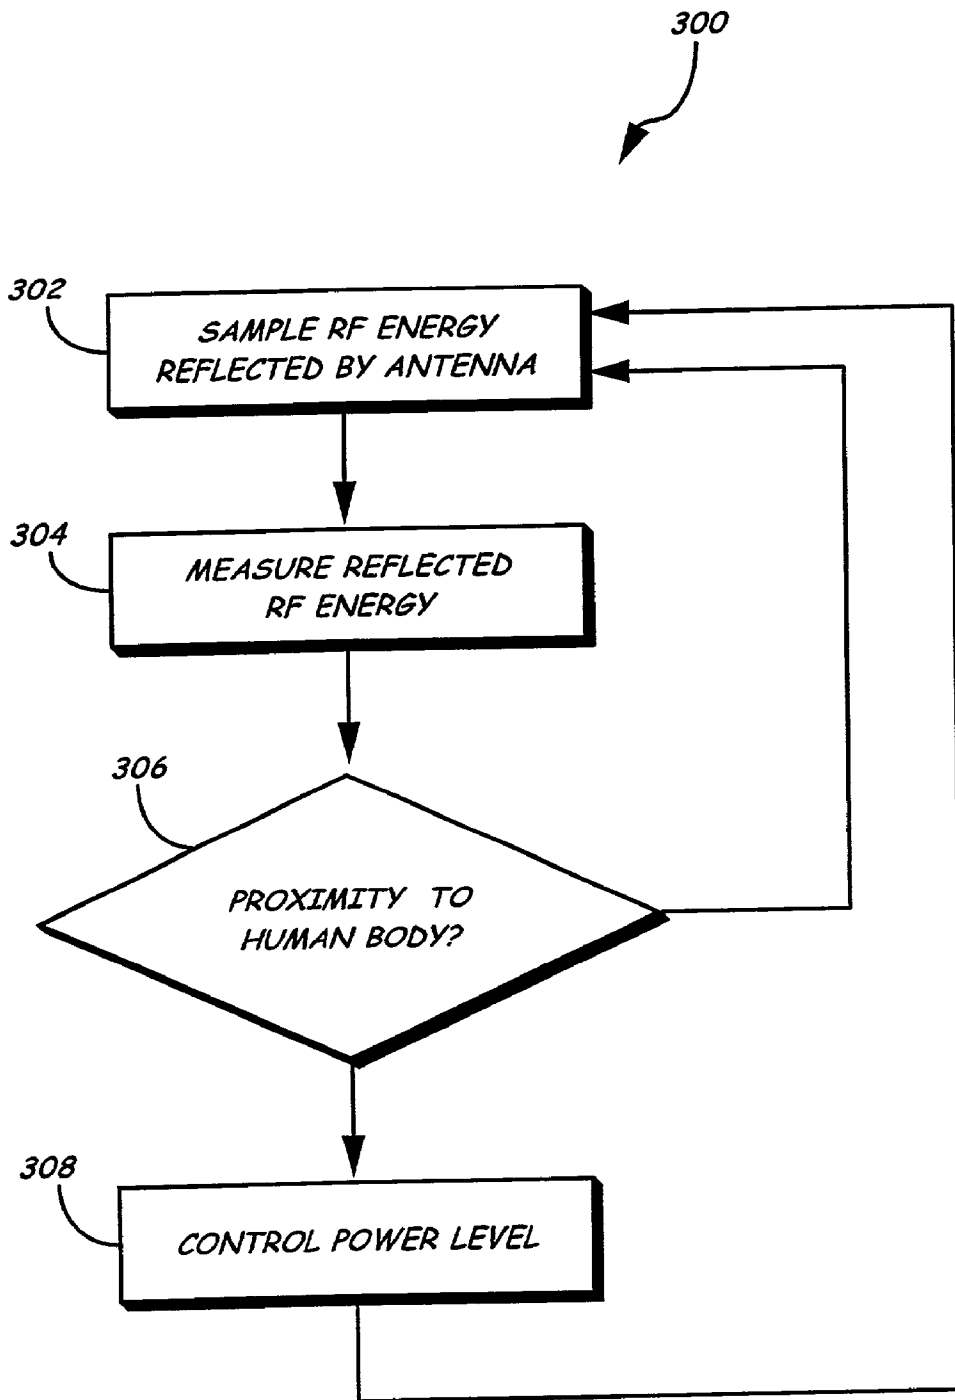 300
302
SAMPLE RF ENERGY
REFLECTED BY ANTENNA
304
MEASURE REFLECTED
RF ENERGY
306
PROXIMITY TO
HUMAN BODY?
308
CONTROL POWER LEVEL